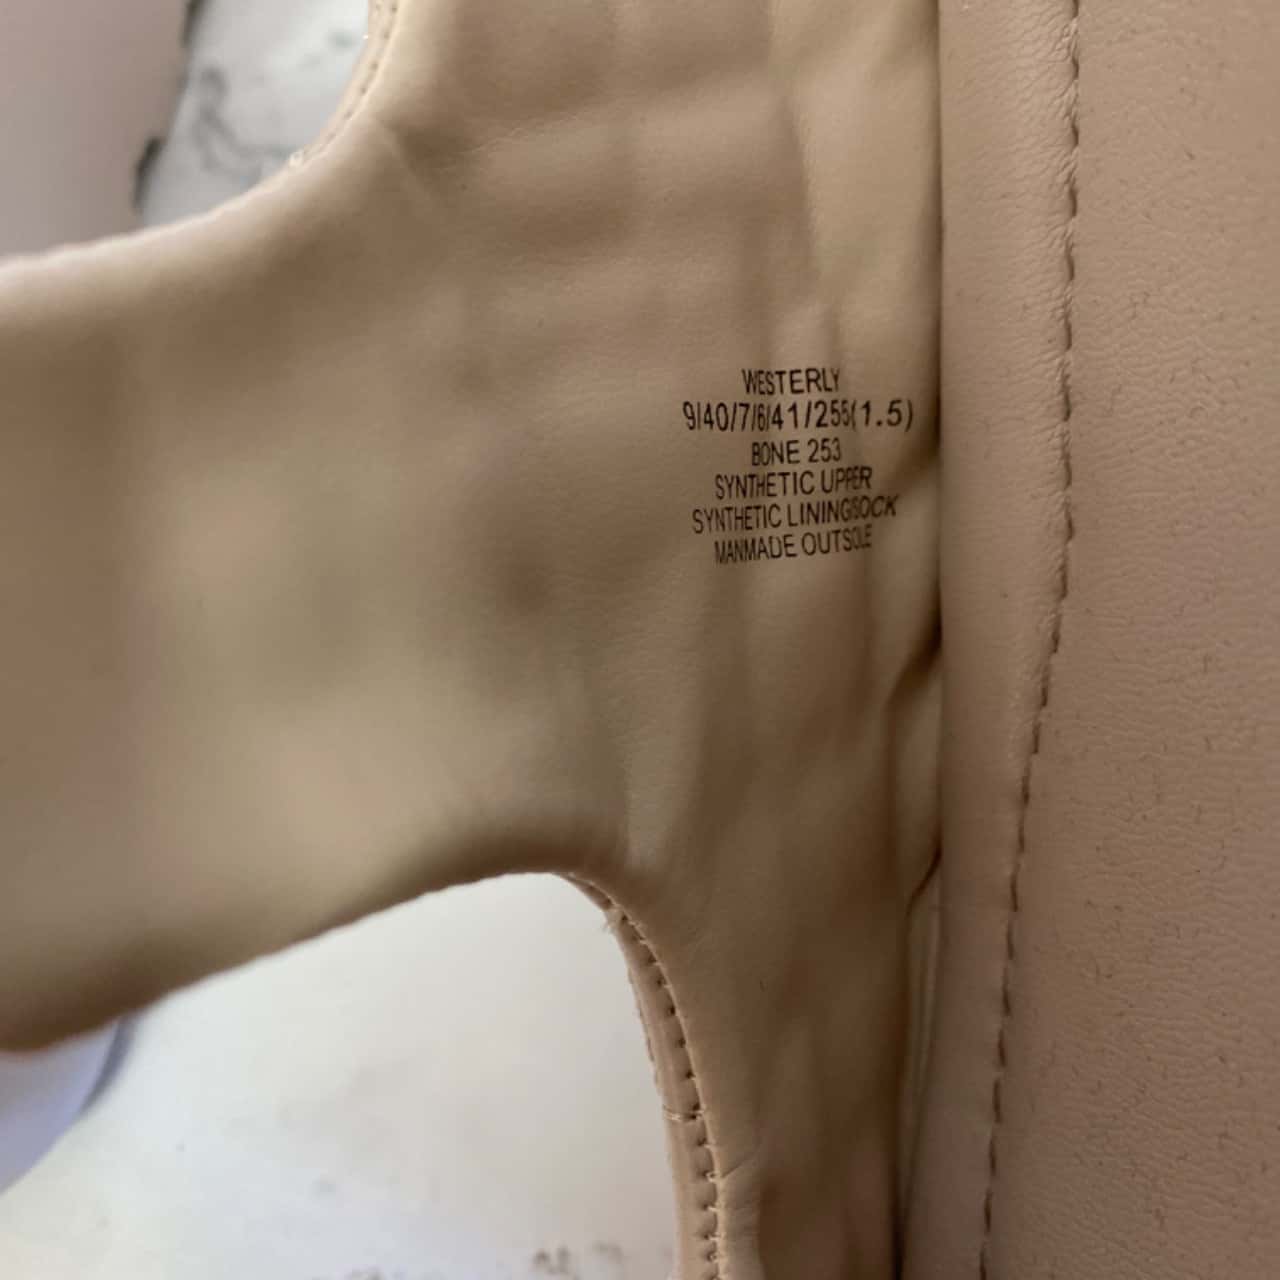 WESTERLY
9/40/7/6/41/255(1.5)
BONE 253
SYNTHETIC UPPER
SYNTHETIC LINING/SOCK
MANMADE OUTSOLE